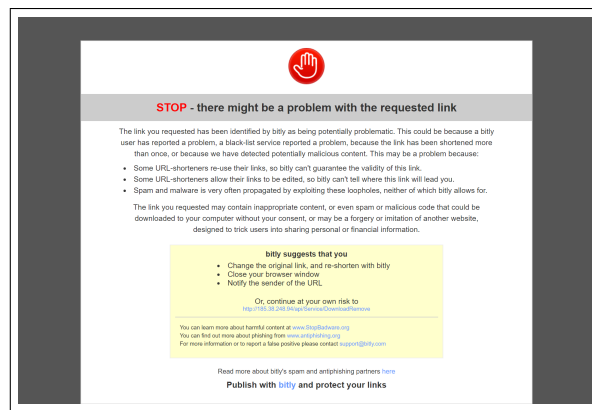 STOP - there might be a problem with the requested link
The link you requested has been identified by bitly as being potentially problematic. This could be because a bitly
user has reported a problem, a black-list service reported a problem, because the link has been shortened more
than once, or because we have detected potentially malicious content. This may be a problem because:
• Some URL-shorteners re-use their links, so bitly can't guarantee the validity of this link.
• Some URL-shorteners allow their links to be edited, so bitly can't tell where this link will lead you.
• Spam and malware is very often propagated by exploiting these loopholes, neither of which bitly allows for.
The link you requested may contain inappropriate content, or even spam or malicious code that could be
downloaded to your computer without your consent, or may be a forgery or imitation of another website,
designed to trick users into sharing personal or financial information.
bitly suggests that you
• Change the original link, and re-shorten with bitly
• Close your browser window
• Notify the sender of the URL
Or, continue at your own risk to
http://185.38.248.94/api/Service/DownloadRemove
You can learn more about harmful content at www.StopBadware.org
You can find out more about phishing from www.antiphishing.org
For more information or to report a false positive please contact support@bitly.com
Read more about bitly's spam and antiphishing partners here
Publish with bitly and protect your links